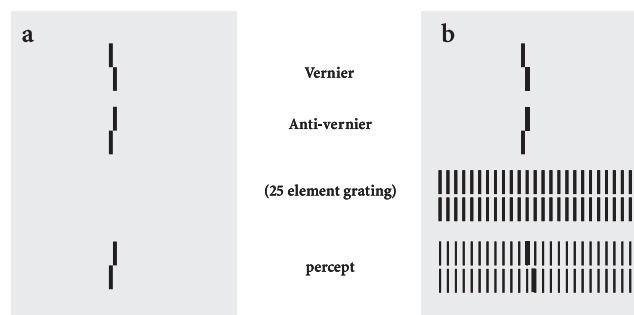 a
b
Vernier
Anti-vernier
(25 element grating)
percept